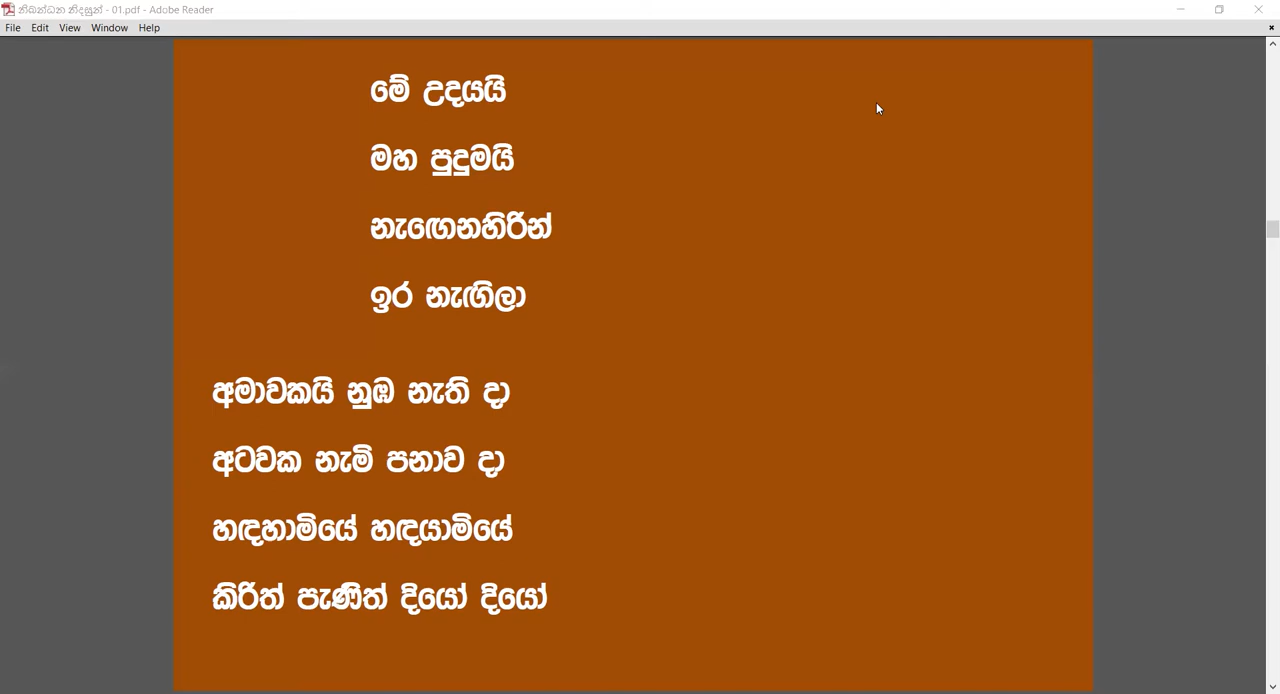 නිබන්ධන නිදසුන් - 01.pdf - Adobe Reader
File Edit View Window Help
මේ උදයයි
මහ පුදුමයි
නැඟෙනහිරින්
ඉර නැඟිලා
අමාවකයි නුඹ නැති දා
අටවක නැමි පනාව දා
හඳහාමියේ හඳයාමියේ
කිරිත් පැණිත් දියෝ දියෝ